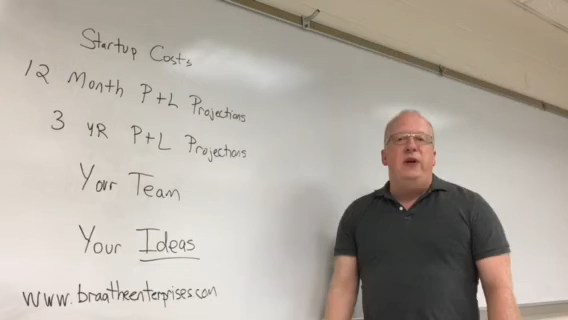 Startup Costs
12 Month P+L Projections
3 YR P+L Projections
Your Team
Your Ideas
www.braatheenterprises.com